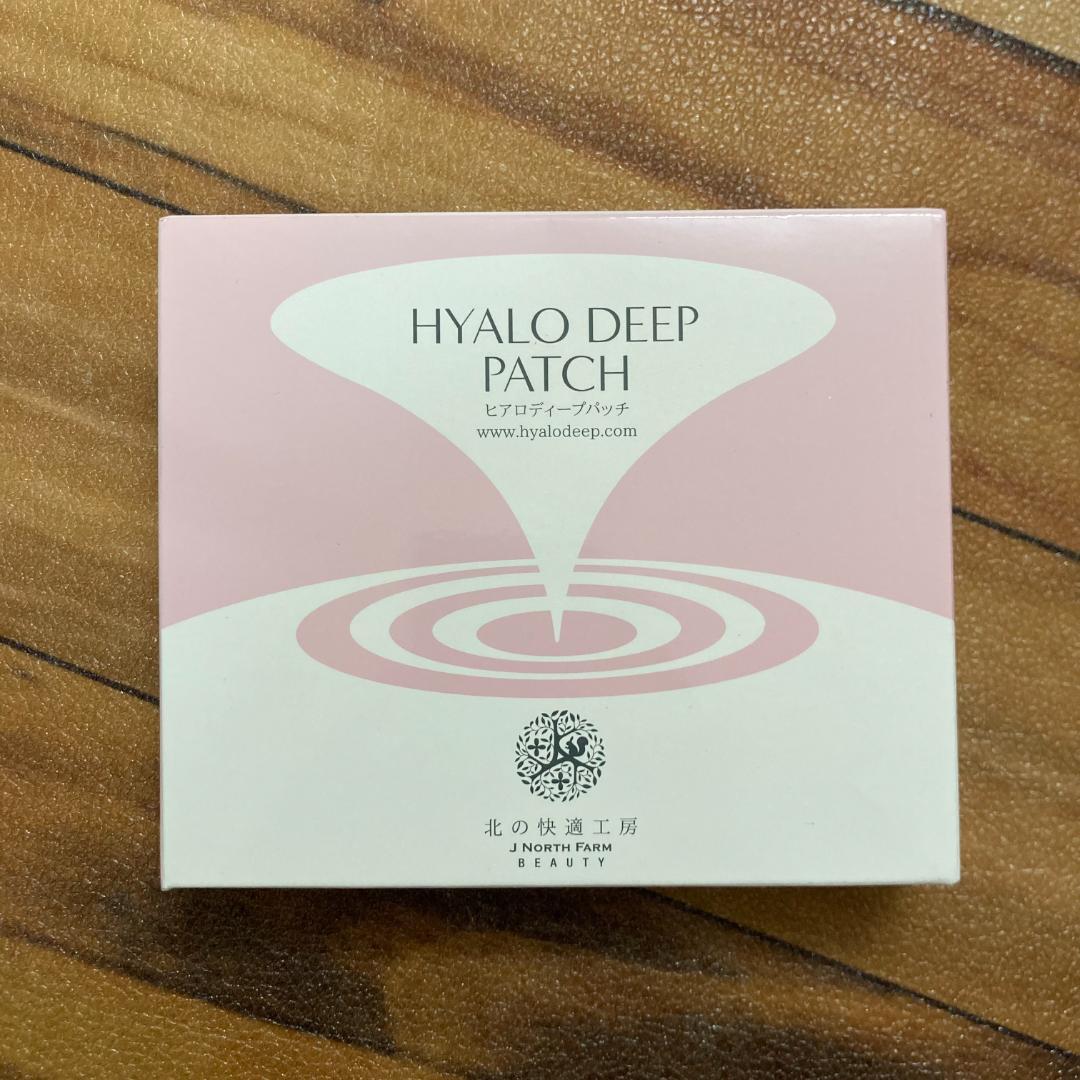 HYALO DEEP
PATCH
ヒアロディープパッチ
www.hyalodeep.com
北の快適工房
J NORTH FARM
BEAUTY